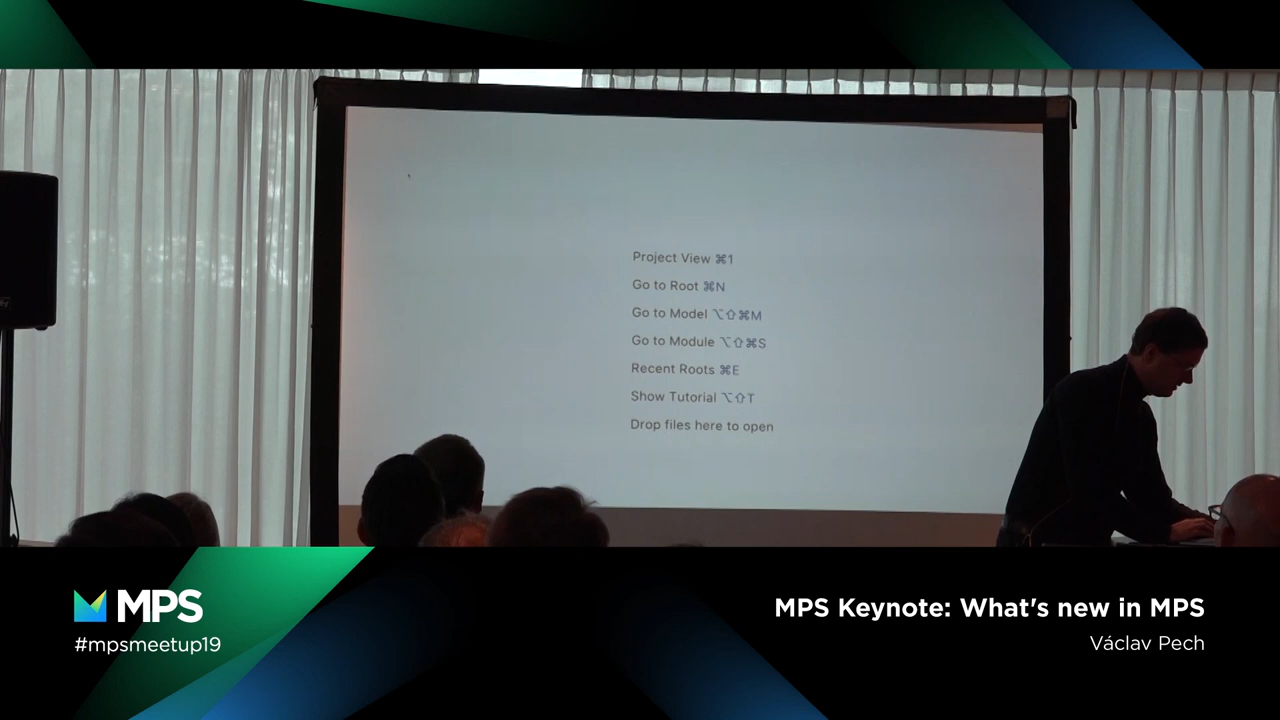 Project View ⌘1
Go to Root ⌘N
Go to Model ⌥⇧⌘M
Go to Module ⌥⇧⌘S
Recent Roots ⌘E
Show Tutorial ⌥⇧T
Drop files here to open
MPS
#mpsmeetup19
MPS Keynote: What's new in MPS
Václav Pech